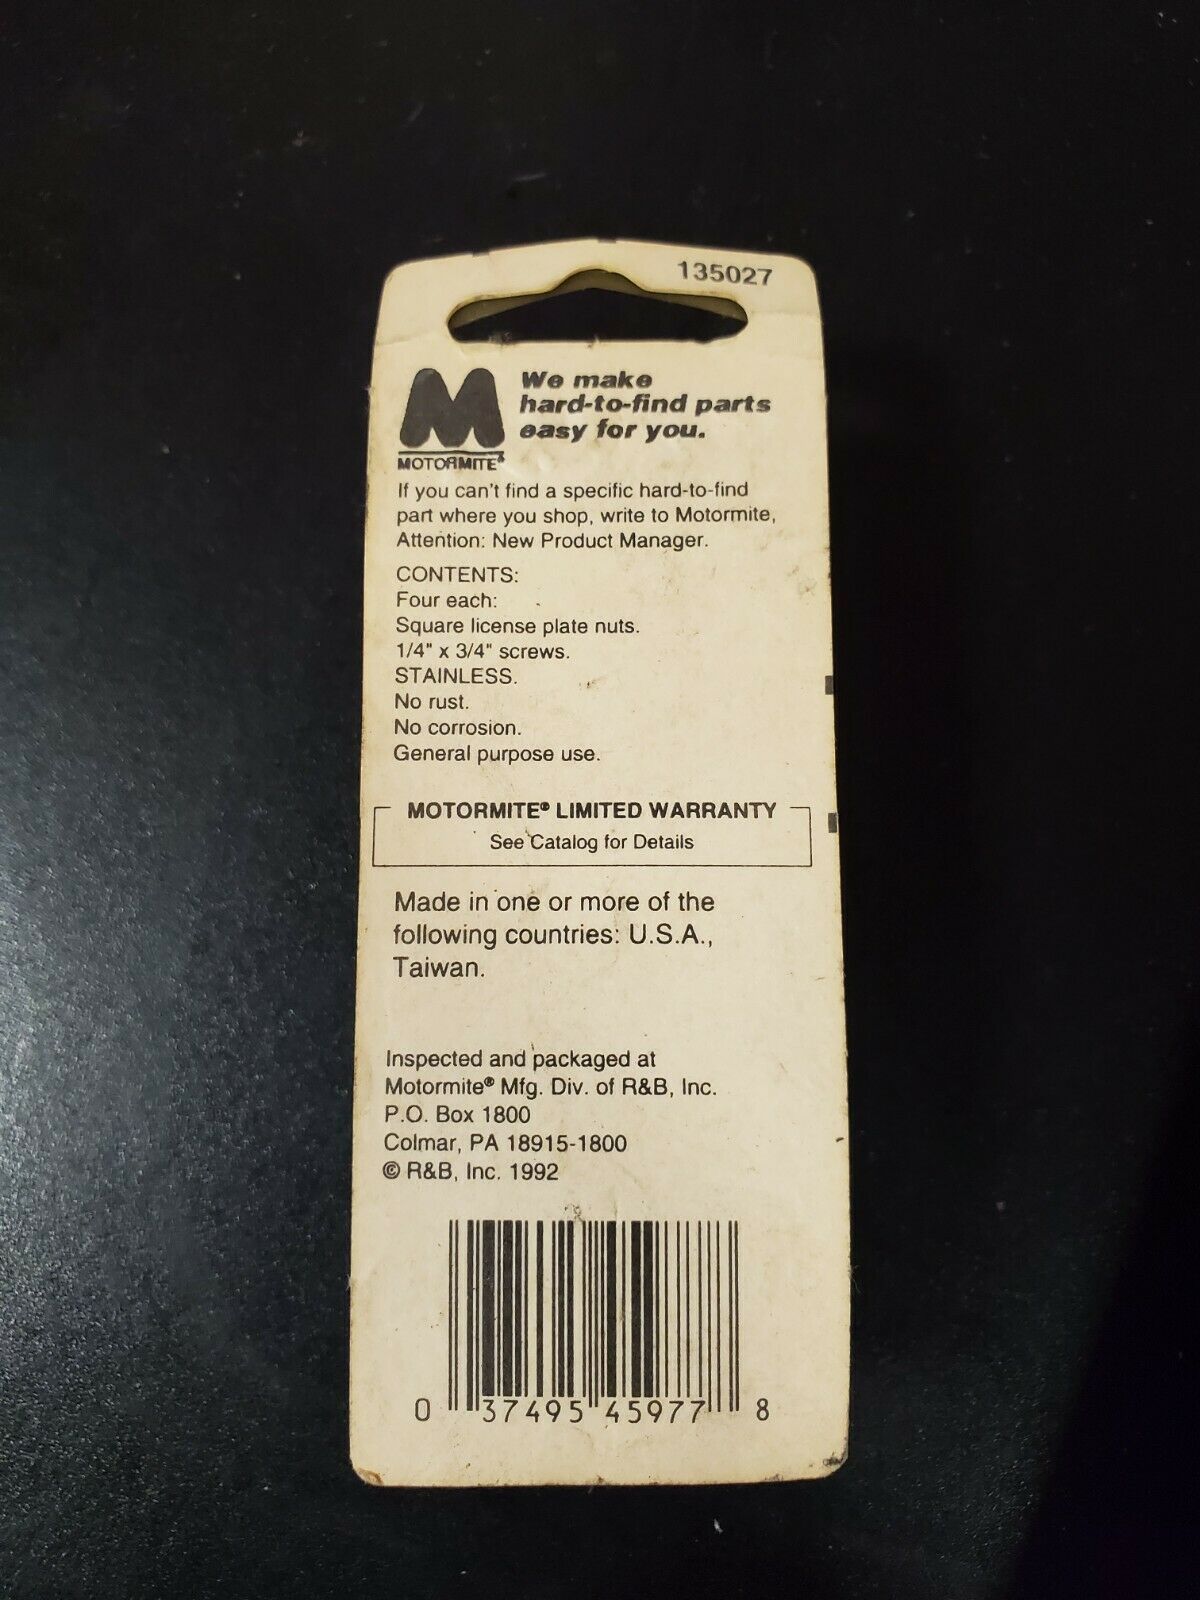 135027
We make
hard-to-find parts
easy for you.
MOTORMITE®
If you can't find a specific hard-to-find
part where you shop, write to Motormite,
Attention: New Product Manager.
CONTENTS:
Four each:
Square license plate nuts.
1/4" x 3/4" screws.
STAINLESS.
No rust.
No corrosion.
General purpose use.
MOTORMITE® LIMITED WARRANTY
See Catalog for Details
Made in one or more of the
following countries: U.S.A.,
Taiwan.
Inspected and packaged at
Motormite® Mfg. Div. of R&B, Inc.
P.O. Box 1800
Colmar, PA 18915-1800
© R&B, Inc. 1992
0 37495 45977 8